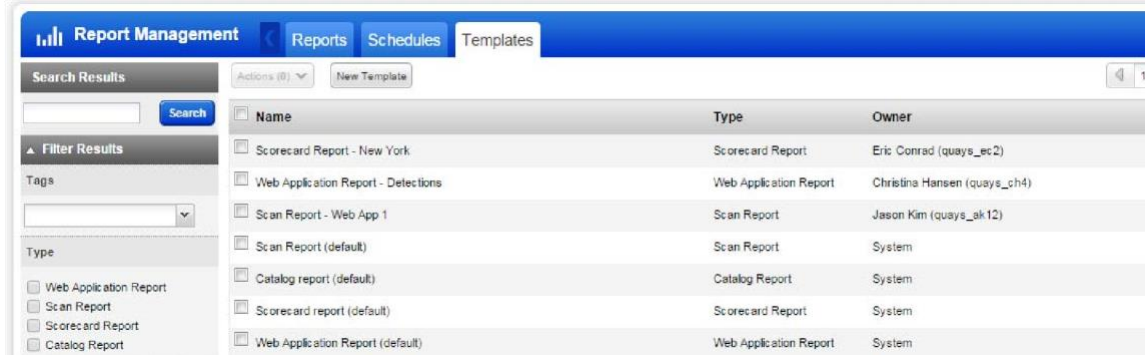 Report Management
Reports Schedules Templates
Search Results
Actions (0) New Template
1
Search
Name Type Owner
Filter Results
Scorecard Report - New York Scorecard Report Eric Conrad (quays_ec2)
Tags
Web Application Report - Detections Web Application Report Christina Hansen (quays_ch4)
Scan Report - Web App 1 Scan Report Jason Kim (quays_ak12)
Type
Scan Report (default) Scan Report System
Web Application Report
Catalog report (default) Catalog Report System
Scan Report
Scorecard Report
Scorecard report (default) Scorecard Report System
Catalog Report
Web Application Report (default) Web Application Report System